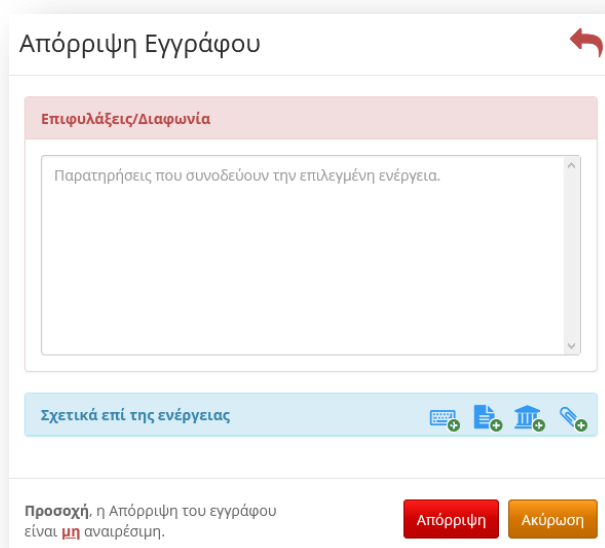 Απόρριψη Εγγράφου
Επιφυλάξεις/Διαφωνία
Παρατηρήσεις που συνοδεύουν την επιλεγμένη ενέργεια.
Σχετικά επί της ενέργειας
Προσοχή, η Απόρριψη του εγγράφου
είναι μη αναιρέσιμη.
Απόρριψη Ακύρωση